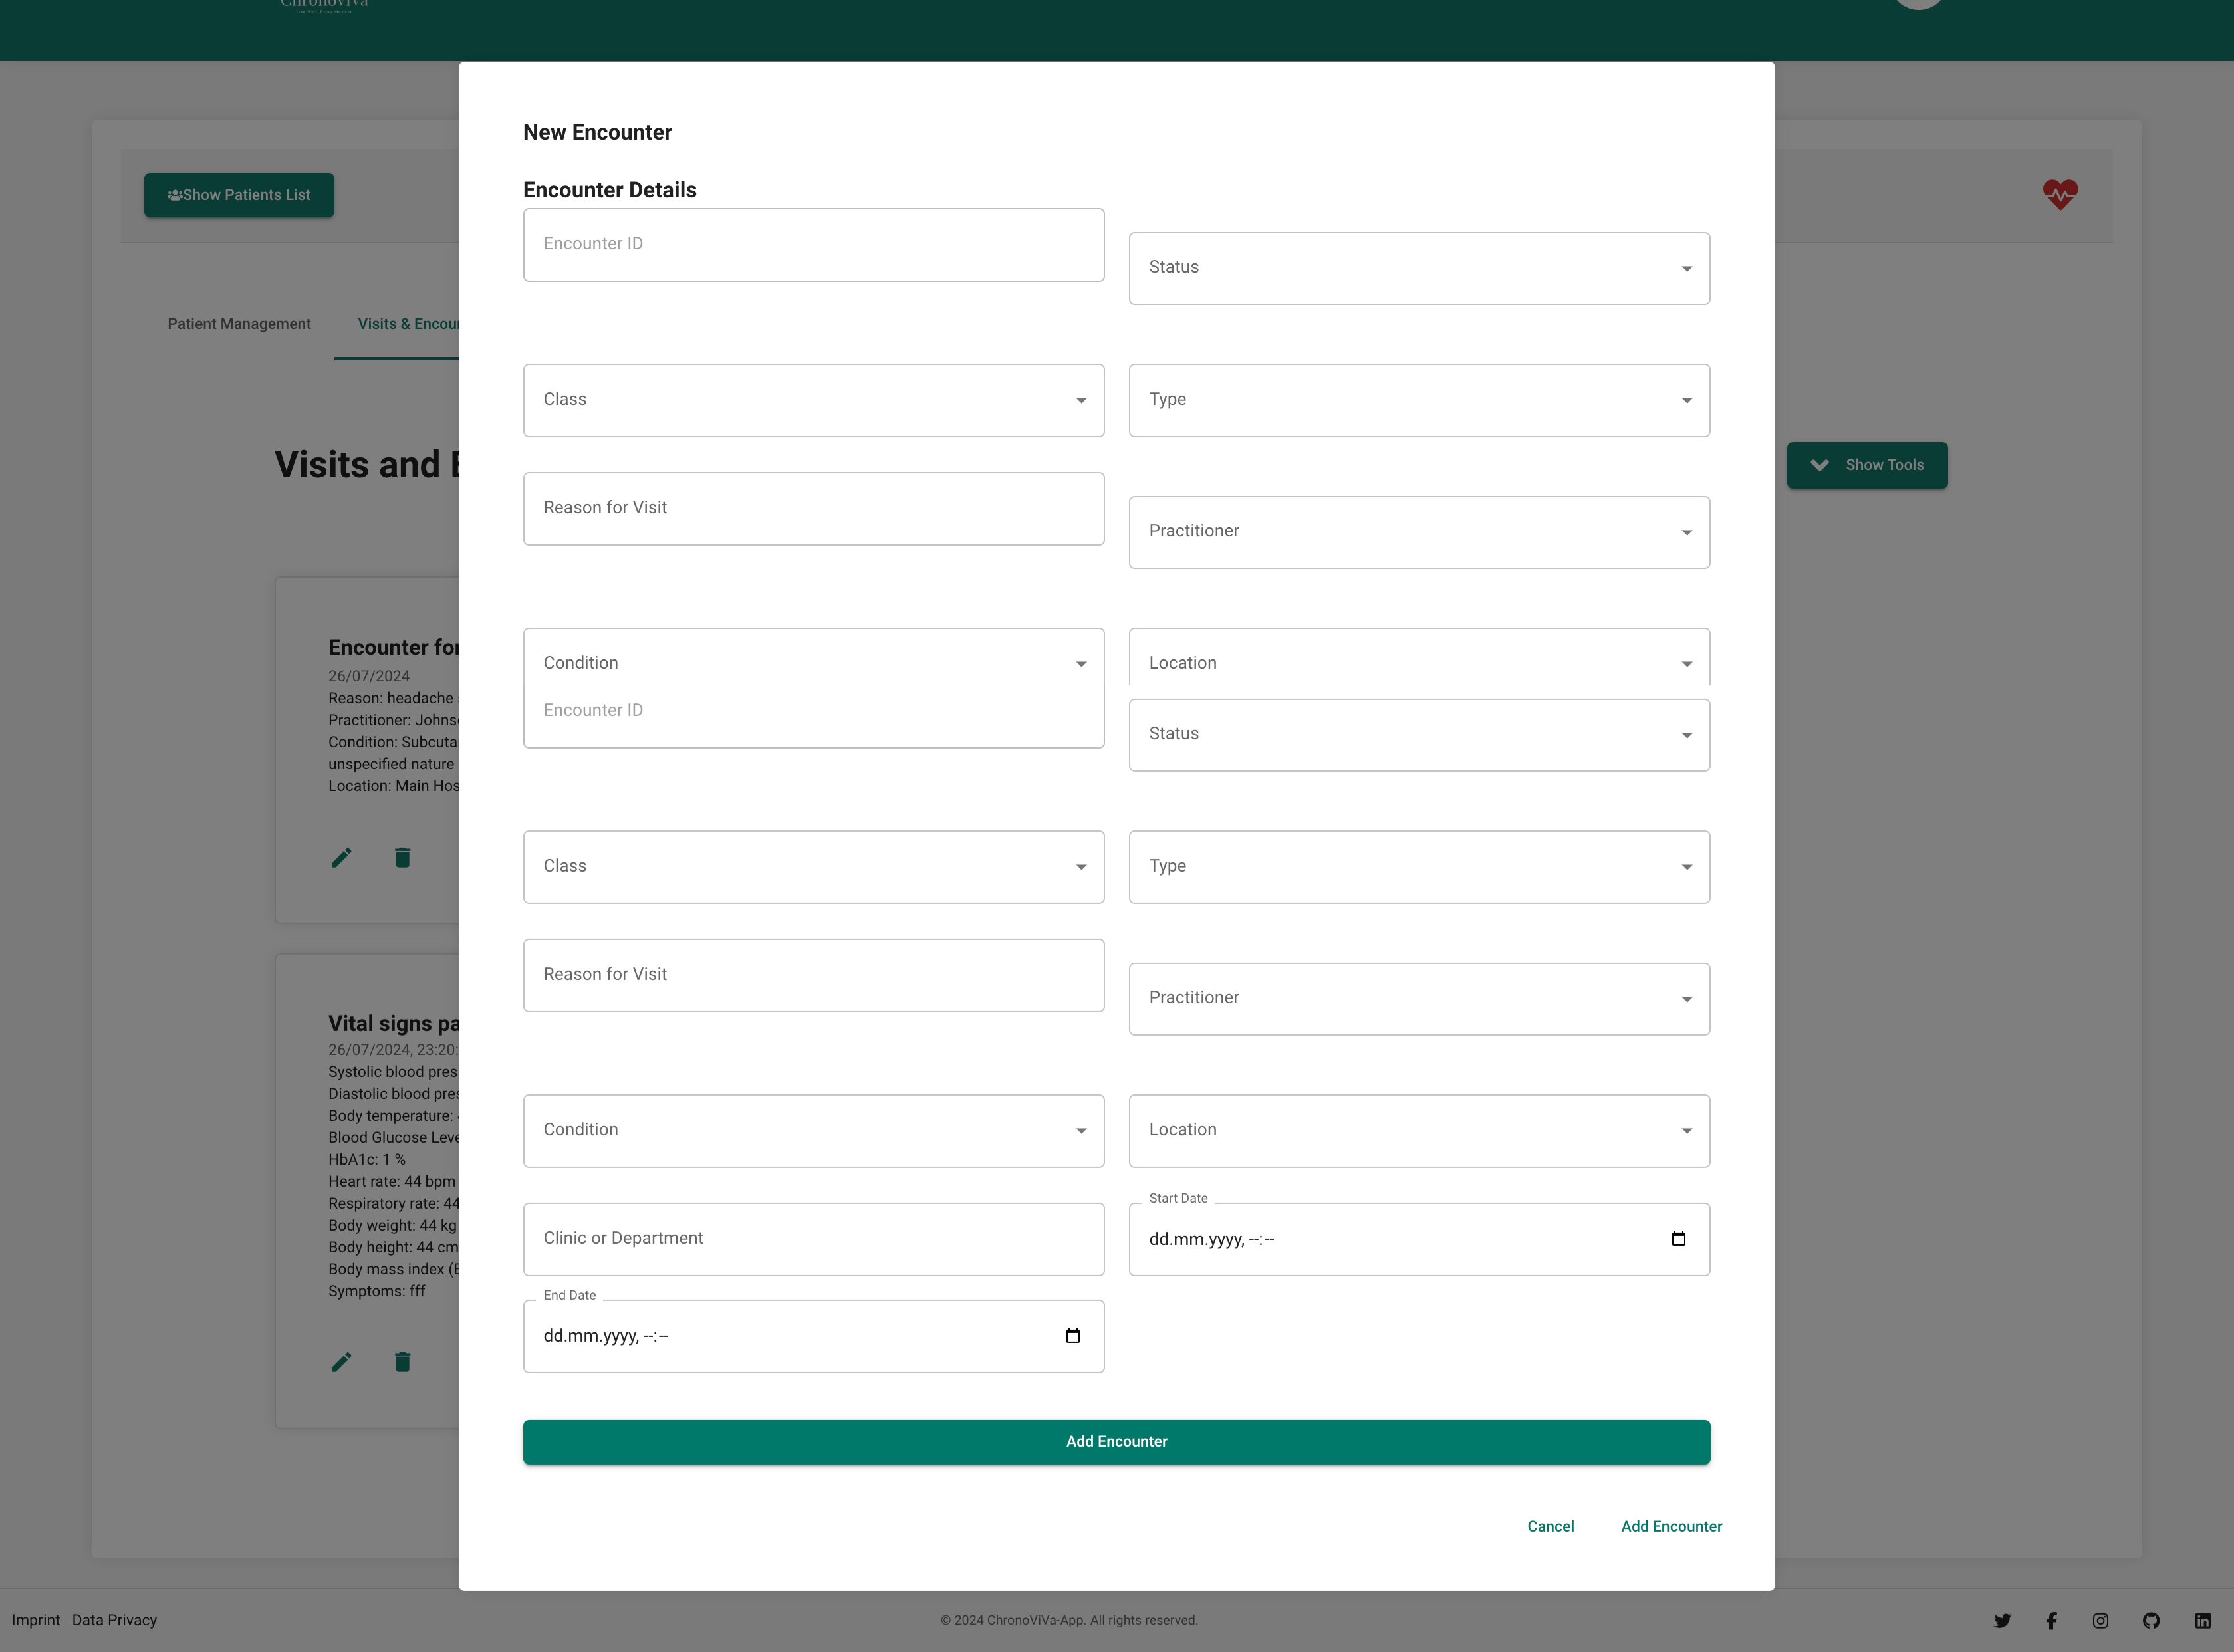 Chronoviva
Show Patients List
Patient Management
Visits & Encou
Visits and E
Show Tools
Encounter for
26/07/2024
Reason: headache
Practitioner: Johns
Condition: Subcuta
unspecified nature
Location: Main Hos
Vital signs pa
26/07/2024, 23:20:
Systolic blood pres
Diastolic blood pres
Body temperature:
Blood Glucose Leve
HbA1c: 1 %
Heart rate: 44 bpm
Respiratory rate: 44
Body weight: 44 kg
Body height: 44 cm
Body mass index (B
Symptoms: fff
New Encounter
Encounter Details
Encounter ID
Status
Class
Type
Reason for Visit
Practitioner
Condition
Location
Encounter ID
Status
Class
Type
Reason for Visit
Practitioner
Condition
Location
Clinic or Department
Start Date
dd.mm.yyyy, --:--
End Date
dd.mm.yyyy, --:--
Add Encounter
Cancel
Add Encounter
Imprint
Data Privacy
© 2024 ChronoViVa-App. All rights reserved.